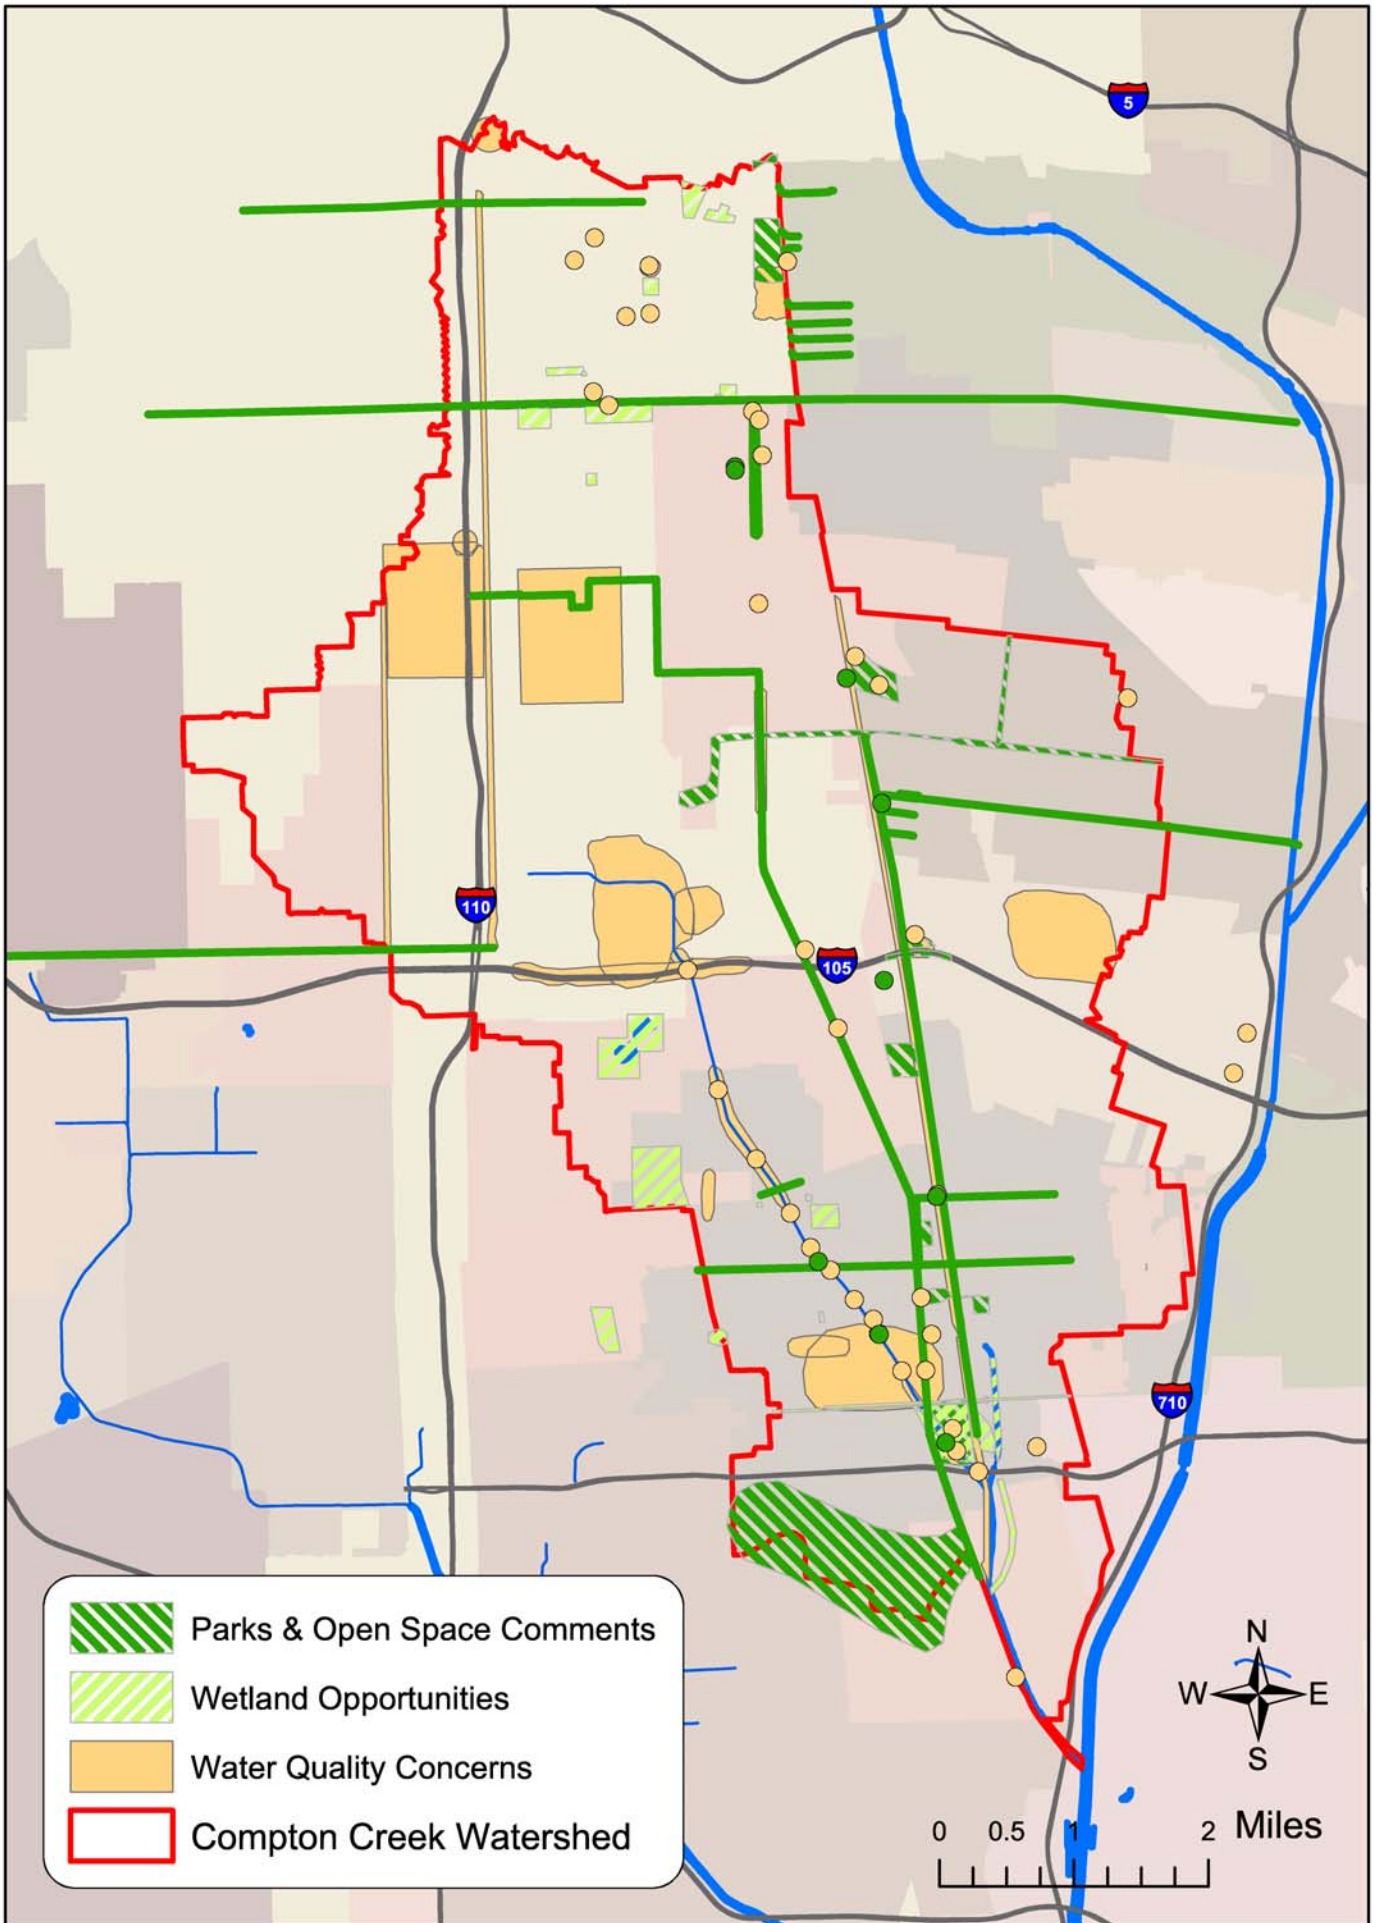 5
110
105
710
Parks & Open Space Comments
Wetland Opportunities
Water Quality Concerns
Compton Creek Watershed
N
W E
S
0 0.5 1 2 Miles